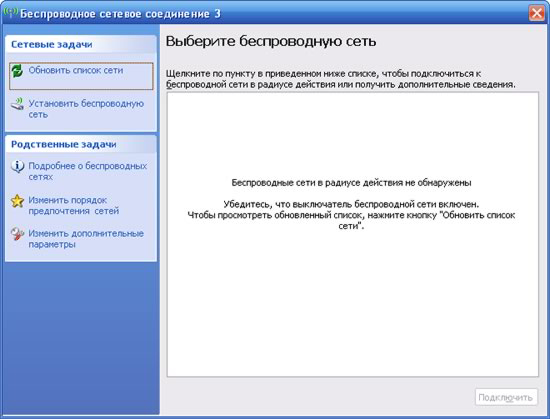 Беспроводное сетевое соединение 3
Сетевые задачи
Обновить список сети
Установить беспроводную
сеть
Родственные задачи
Подробнее о беспроводных
сетях
Изменить порядок
предпочтения сетей
Изменить дополнительные
параметры
Выберите беспроводную сеть
Щелкните по пункту в приведенном ниже списке, чтобы подключиться к
беспроводной сети в радиусе действия или получить дополнительные сведения.
Беспроводные сети в радиусе действия не обнаружены
Убедитесь, что выключатель беспроводной сети включен.
Чтобы просмотреть обновленный список, нажмите кнопку "Обновить список
сети".
Подключить